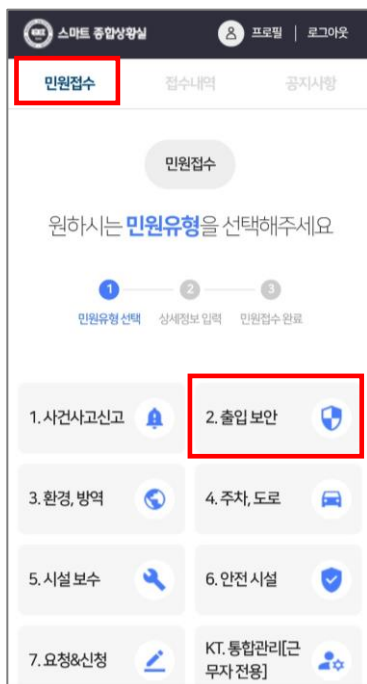 스마트 종합상황실 프로필 | 로그아웃
민원접수 접수내역 공지사항
민원접수
원하시는 민원유형을 선택해주세요
1 2 3
민원유형 선택 상세정보 입력 민원접수 완료
1. 사건사고신고 2. 출입 보안
3. 환경, 방역 4. 주차, 도로
5. 시설 보수 6. 안전 시설
7. 요청&신청 KT. 통합관리[근
무자 전용]